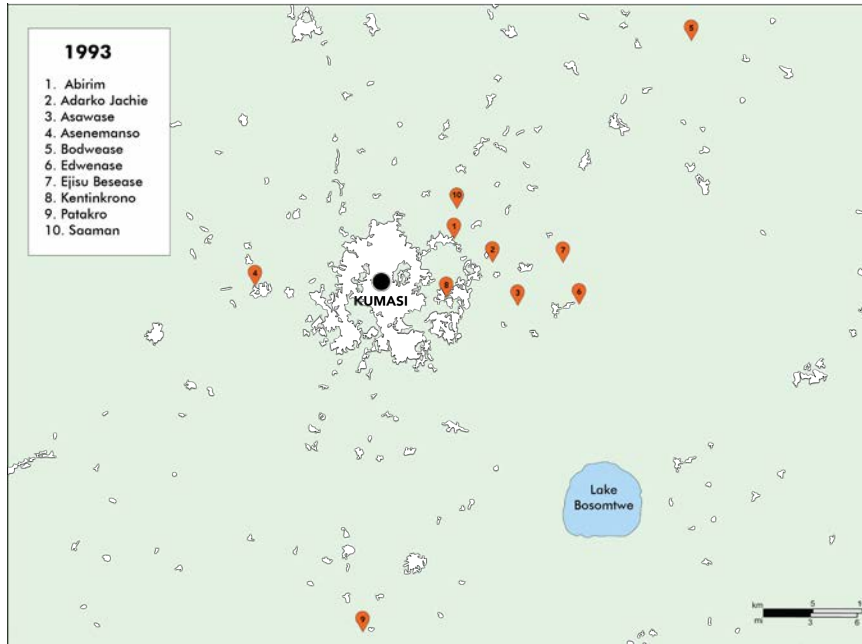 1993
1. Abirim
2. Adarko Jachie
3. Asawase
4. Asenemanso
5. Bodwease
6. Edwenase
7. Ejisu Besease
8. Kentinkrono
9. Patakro
10. Saaman
5
10
1
2
7
4
8
3
6
KUMASI
Lake
Bosomtwe
9
km 5
mi 3 6